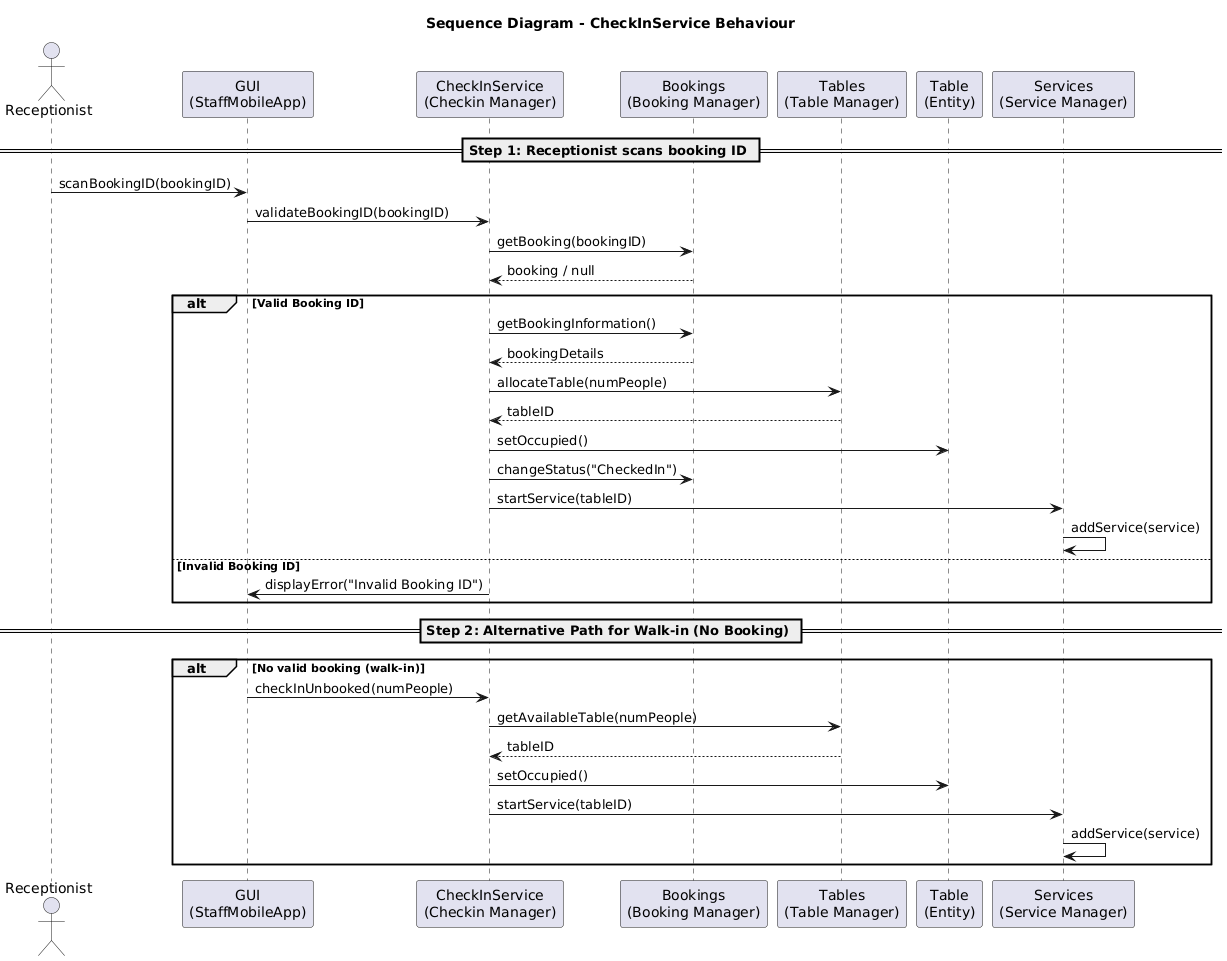 Sequence Diagram - CheckInService Behaviour
Receptionist
GUI
(StaffMobileApp)
CheckInService
(Checkin Manager)
Bookings
(Booking Manager)
Tables
(Table Manager)
Table
(Entity)
Services
(Service Manager)
Step 1: Receptionist scans booking ID
scanBookingID(bookingID)
validateBookingID(bookingID)
getBooking(bookingID)
booking / null
alt [Valid Booking ID]
getBookingInformation()
bookingDetails
allocateTable(numPeople)
tableID
setOccupied()
changeStatus("CheckedIn")
startService(tableID)
addService(service)
[Invalid Booking ID]
displayError("Invalid Booking ID")
Step 2: Alternative Path for Walk-in (No Booking)
alt [No valid booking (walk-in)]
checkInUnbooked(numPeople)
getAvailableTable(numPeople)
tableID
setOccupied()
startService(tableID)
addService(service)
Receptionist
GUI
(StaffMobileApp)
CheckInService
(Checkin Manager)
Bookings
(Booking Manager)
Tables
(Table Manager)
Table
(Entity)
Services
(Service Manager)